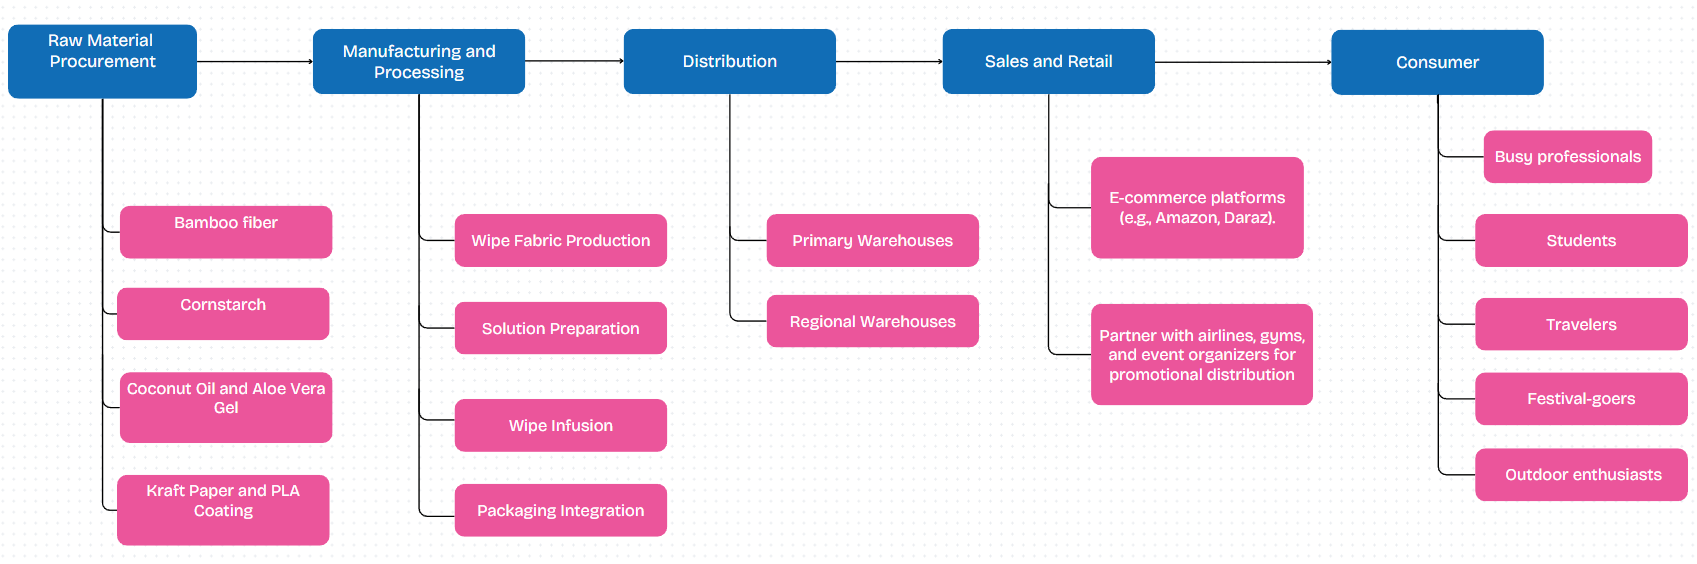 Raw Material
Procurement
Manufacturing and
Processing
Distribution
Sales and Retail
Consumer
Bamboo fiber
Cornstarch
Coconut Oil and Aloe Vera
Gel
Kraft Paper and PLA
Coating
Wipe Fabric Production
Solution Preparation
Wipe Infusion
Packaging Integration
Primary Warehouses
Regional Warehouses
E-commerce platforms
(e.g., Amazon, Daraz).
Partner with airlines, gyms,
and event organizers for
promotional distribution
Busy professionals
Students
Travelers
Festival-goers
Outdoor enthusiasts